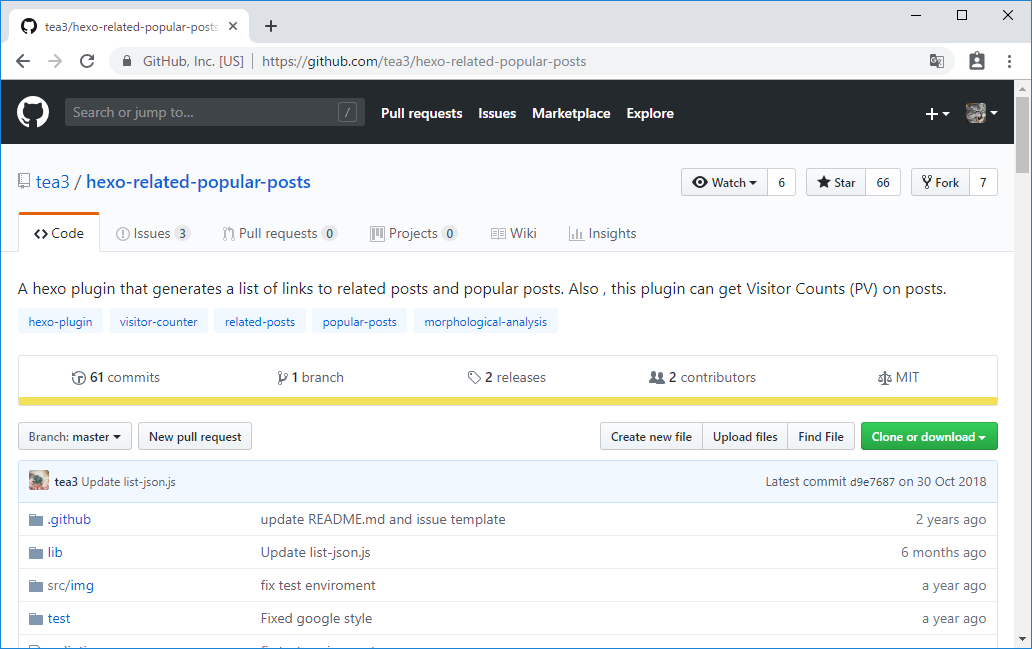 tea3/hexo-related-popular-posts
GitHub, Inc. [US] | https://github.com/tea3/hexo-related-popular-posts
Search or jump to... /
Pull requests Issues Marketplace Explore
tea3 / hexo-related-popular-posts
Watch 6 Star 66 Fork 7
Code Issues 3 Pull requests 0 Projects 0 Wiki Insights
A hexo plugin that generates a list of links to related posts and popular posts. Also , this plugin can get Visitor Counts (PV) on posts.
hexo-plugin visitor-counter related-posts popular-posts morphological-analysis
61 commits 1 branch 2 releases 2 contributors MIT
Branch: master New pull request Create new file Upload files Find File Clone or download
tea3 Update list-json.js Latest commit d9e7687 on 30 Oct 2018
.github update README.md and issue template 2 years ago
lib Update list-json.js 6 months ago
src/img fix test enviroment a year ago
test Fixed google style a year ago